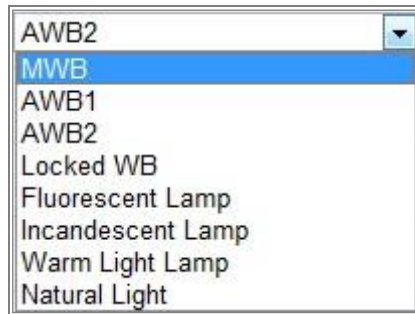 AWB2
MWB
AWB1
AWB2
Locked WB
Fluorescent Lamp
Incandescent Lamp
Warm Light Lamp
Natural Light